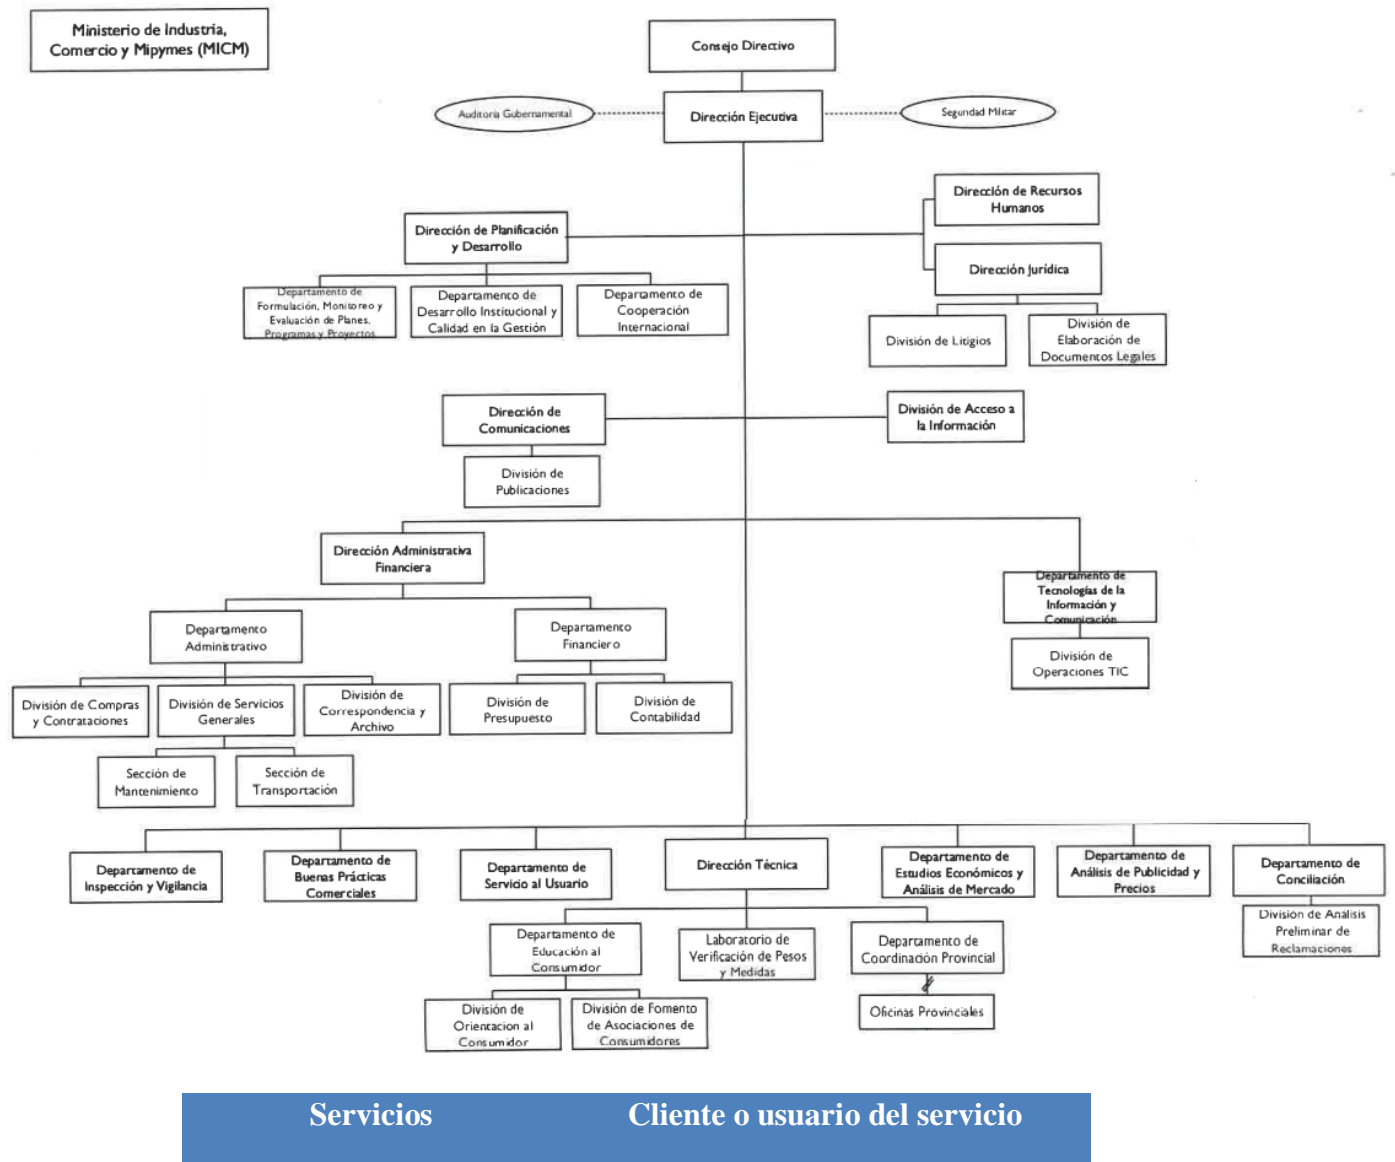 Ministerio de Industria,
Comercio y Mipymes (MICM)
Consejo Directivo
Auditoria Gubernamental
Dirección Ejecutiva
Seguridad Militar
Dirección de Recursos
Humanos
Dirección de Planificación
y Desarrollo
Dirección Jurídica
Departamento de
Formulación, Monitoreo y
Evaluación de Planes,
Programas y Proyectos
Departamento de
Desarrollo Institucional y
Calidad en la Gestión
Departamento de
Cooperación
Internacional
División de Litigios
División de
Elaboración de
Documentos Legales
Dirección de
Comunicaciones
División de Acceso a
la Información
División de
Publicaciones
Dirección Administrativa
Financiera
Departamento de
Tecnologías de la
Información y
Comunicación
Departamento
Administrativo
Departamento
Financiero
División de
Operaciones TIC
División de Compras
y Contrataciones
División de Servicios
Generales
División de
Correspondencia y
Archivo
División de
Presupuesto
División de
Contabilidad
Sección de
Mantenimiento
Sección de
Transportación
Departamento de
Inspección y Vigilancia
Departamento de
Buenas Prácticas
Comerciales
Departamento de
Servicio al Usuario
Dirección Técnica
Departamento de
Estudios Económicos y
Análisis de Mercado
Departamento de
Análisis de Publicidad y
Precios
Departamento de
Conciliación
Departamento de
Educación al
Consumidor
Laboratorio de
Verificación de Pesos
y Medidas
Departamento de
Coordinación Provincial
División de Análisis
Preliminar de
Reclamaciones
División de
Orientacion al
Consumidor
División de Fomento
de Asociaciones de
Consumidores
Oficinas Provinciales
Servicios
Cliente o usuario del servicio